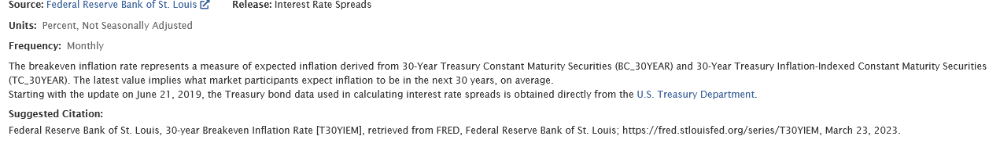 Source: Federal Reserve Bank of St. Louis Release: Interest Rate Spreads
Units: Percent, Not Seasonally Adjusted
Frequency: Monthly
The breakeven inflation rate represents a measure of expected inflation derived from 30-Year Treasury Constant Maturity Securities (BC_30YEAR) and 30-Year Treasury Inflation-Indexed Constant Maturity Securities
(TC_30YEAR). The latest value implies what market participants expect inflation to be in the next 30 years, on average.
Starting with the update on June 21, 2019, the Treasury bond data used in calculating interest rate spreads is obtained directly from the U.S. Treasury Department.
Suggested Citation:
Federal Reserve Bank of St. Louis, 30-year Breakeven Inflation Rate [T30YIEM], retrieved from FRED, Federal Reserve Bank of St. Louis; https://fred.stlouisfed.org/series/T30YIEM, March 23, 2023.